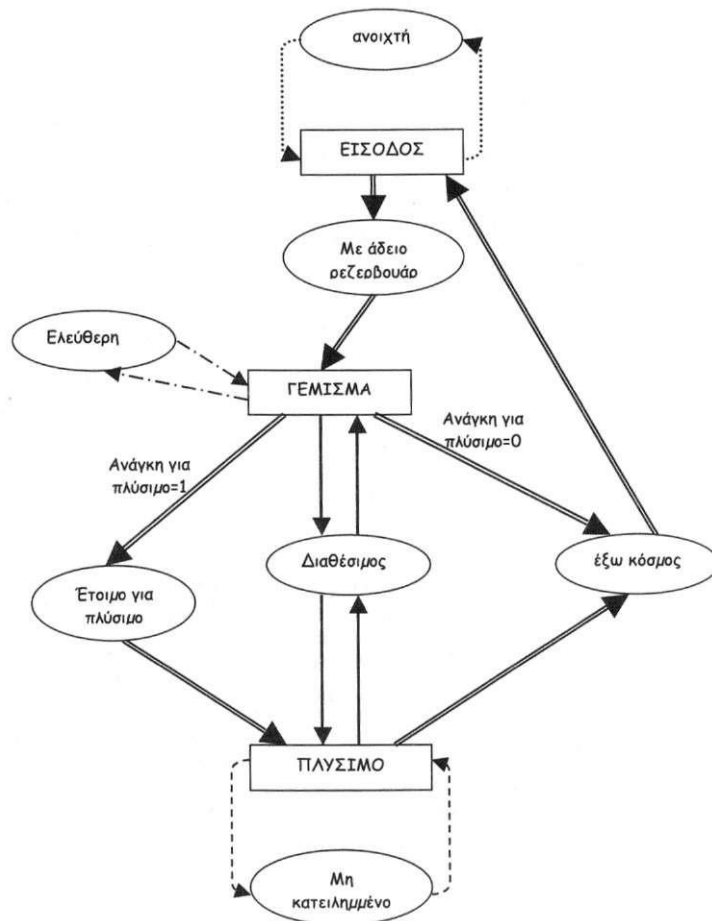 ανοιχτή
ΕΙΣΟΔΟΣ
Με άδειο
ρεζερβουάρ
Ελεύθερη
ΓΕΜΙΣΜΑ
Ανάγκη για
πλύσιμο=0
Ανάγκη για
πλύσιμο=1
Διαθέσιμος
έξω κόσμος
Έτοιμο για
πλύσιμο
ΠΛΥΣΙΜΟ
Μη
κατειλημμένο